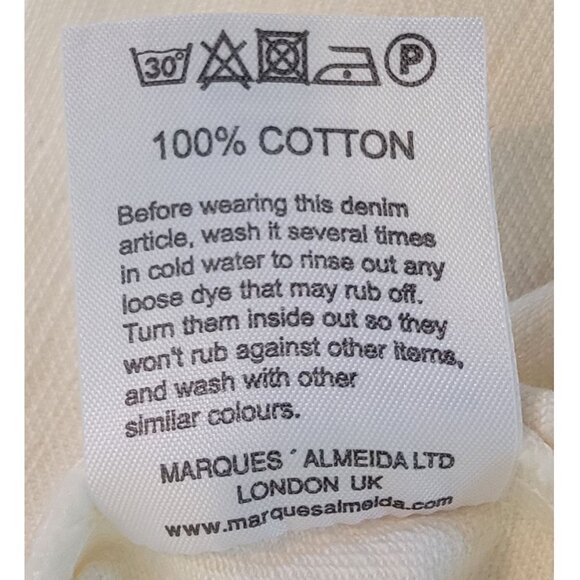 30°
P
100% COTTON
Before wearing this denim
article, wash it several times
in cold water to rinse out any
loose dye that may rub off.
Turn them inside out so they
won't rub against other items,
and wash with other
similar colours.
MARQUES ´ ALMEIDA LTD
LONDON UK
www.marquesalmeida.com